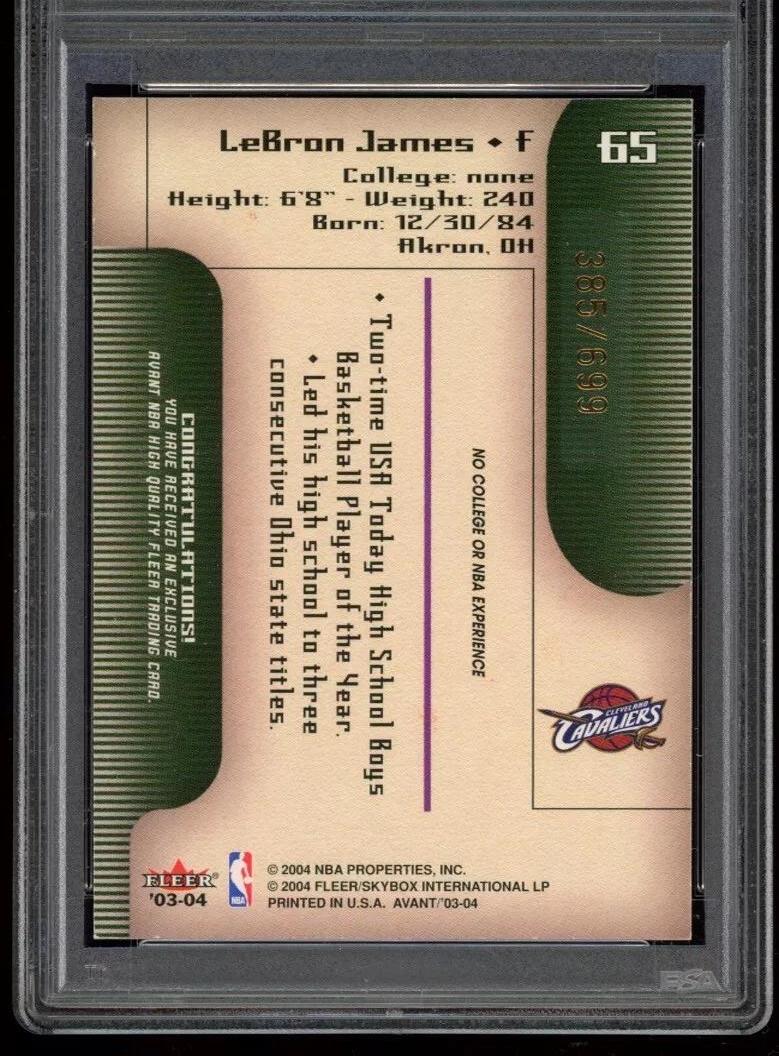 65
LeBron James ♦ F
College: none
Height: 6'8" - Weight: 240
Born: 12/30/84
Akron, OH
385/699
NO COLLEGE OR NBA EXPERIENCE
♦ Two-time USA Today High School Boys
Basketball Player of the Year.
♦ Led his high school to three
consecutive Ohio state titles.
CONGRATULATIONS!
YOU HAVE RECEIVED AN EXCLUSIVE
AVANT NBA HIGH QUALITY FLEER TRADING CARD.
CLEVELAND
CAVALIERS
FLEER®
'03-04
NBA
© 2004 NBA PROPERTIES, INC.
© 2004 FLEER/SKYBOX INTERNATIONAL LP
PRINTED IN U.S.A. AVANT/'03-04